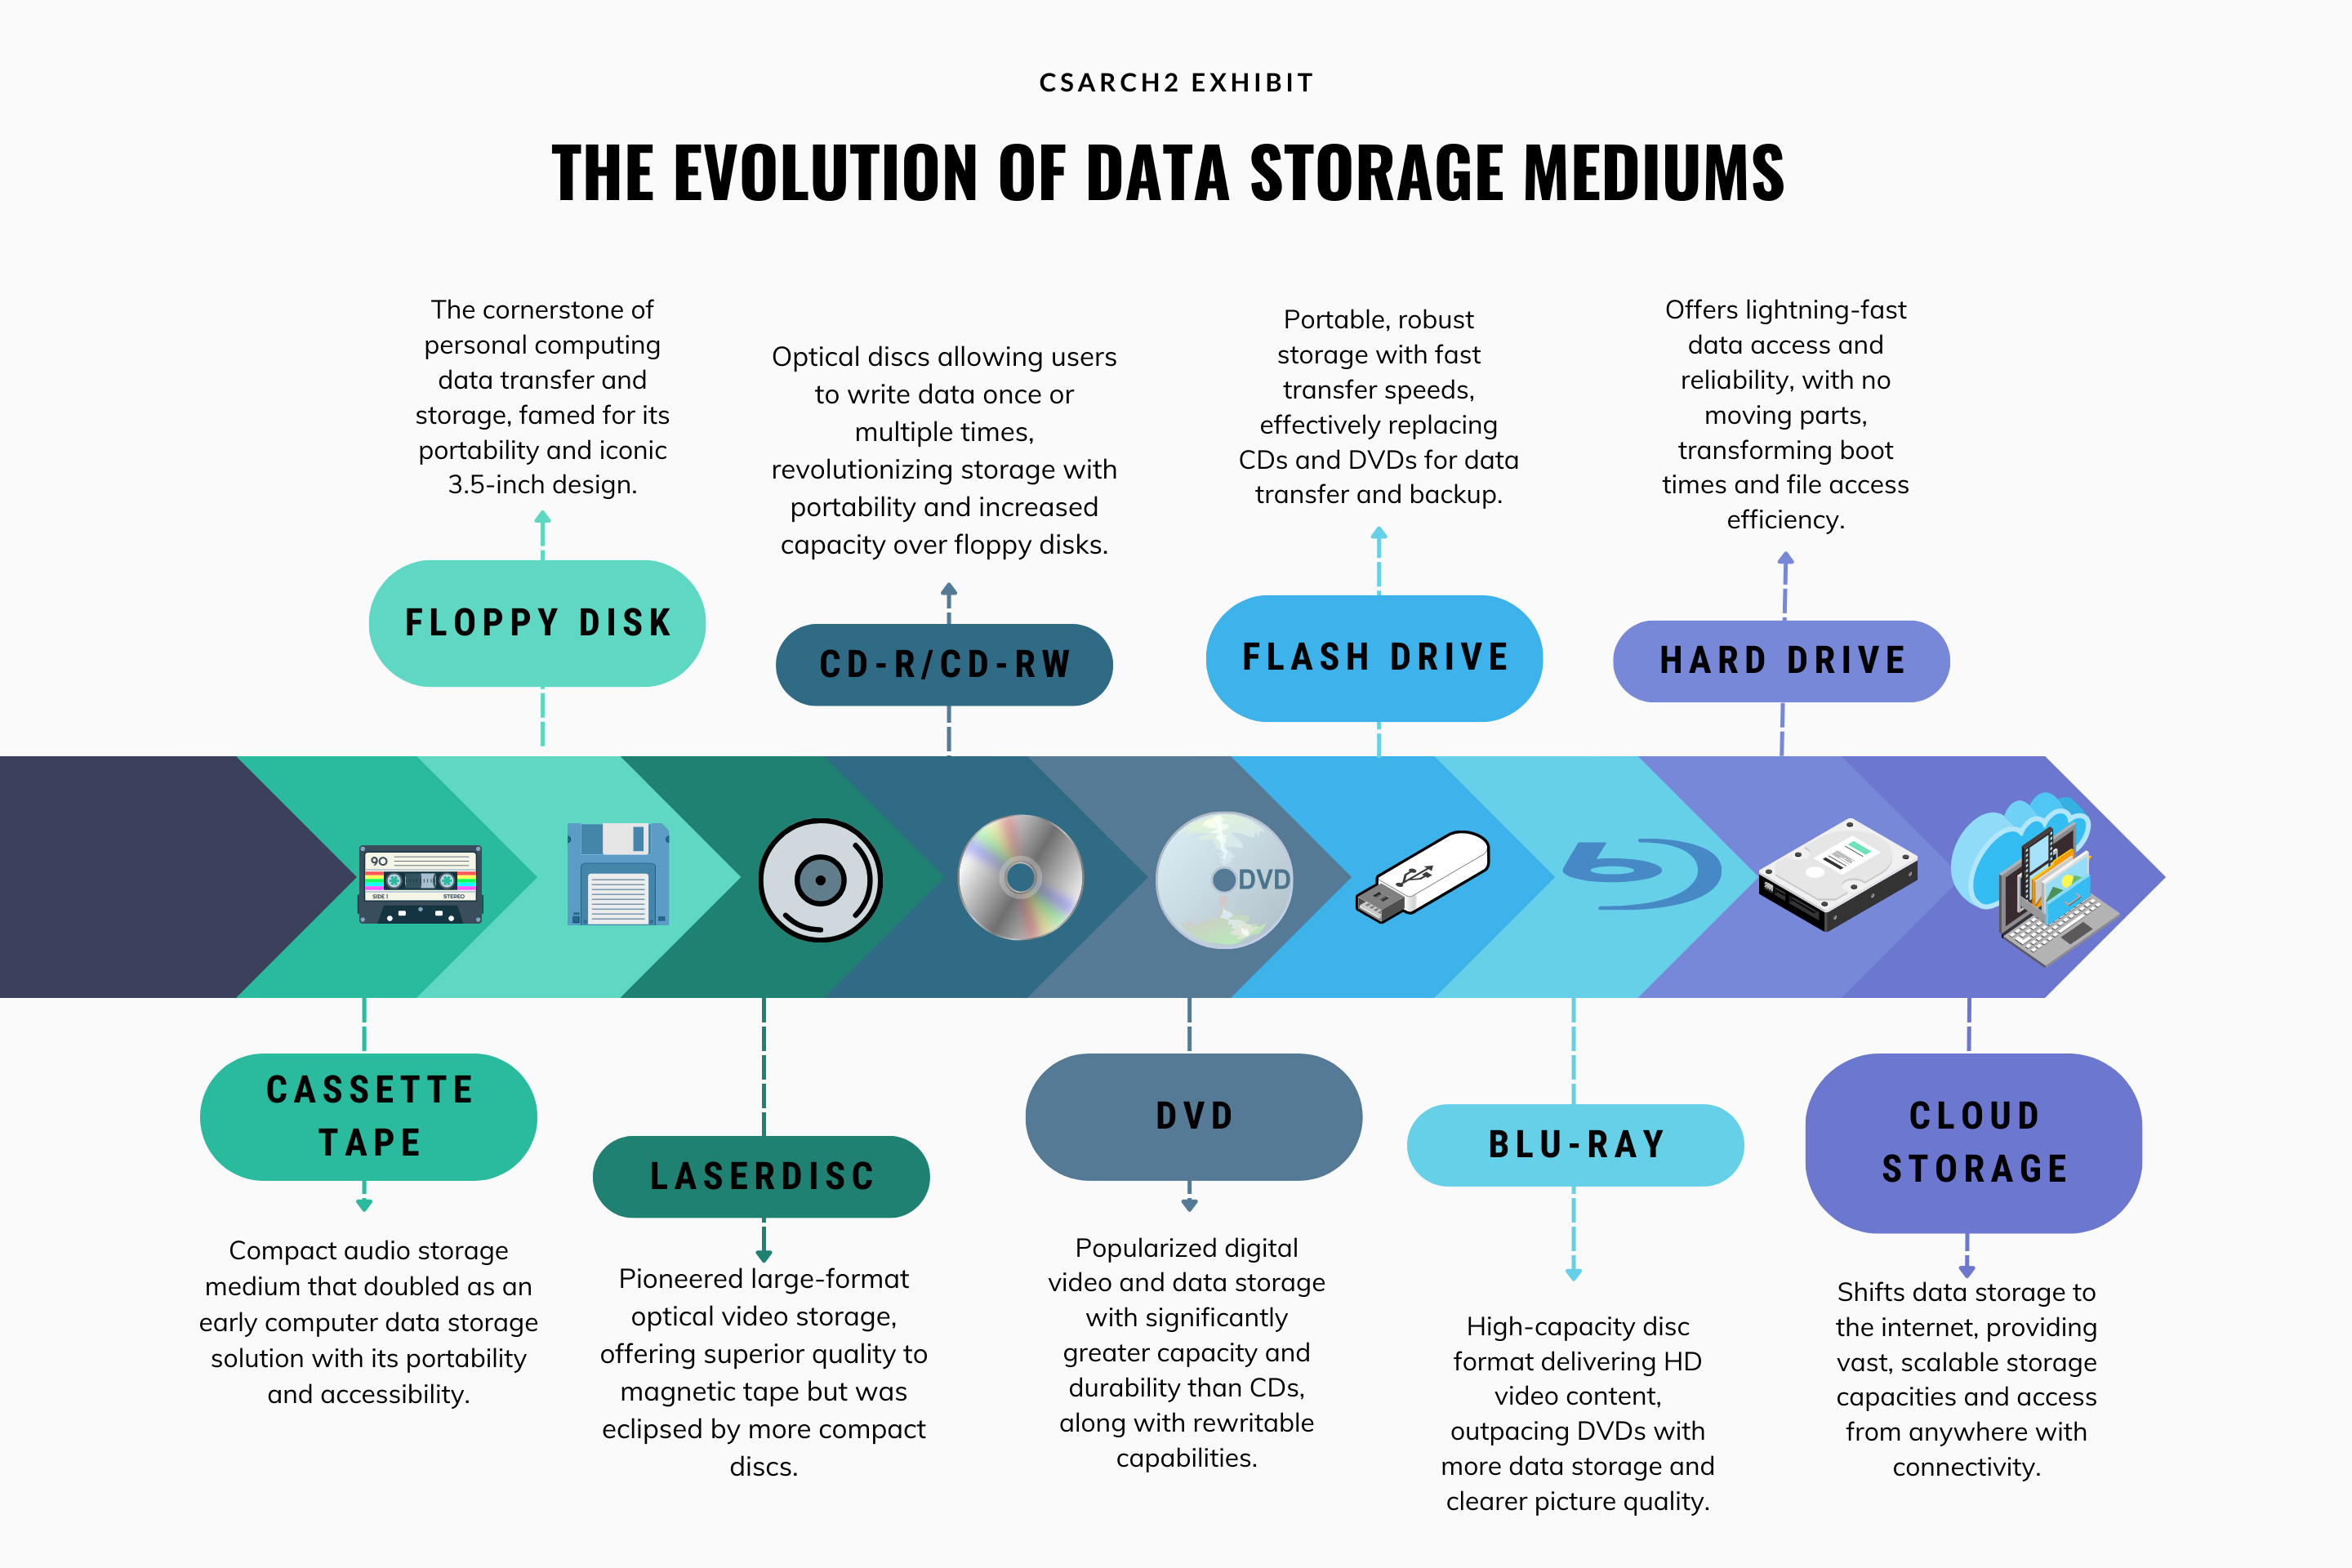 CSARCH2 EXHIBIT
THE EVOLUTION OF DATA STORAGE MEDIUMS
The cornerstone of
personal computing
data transfer and
storage, famed for its
portability and iconic
3.5-inch design.
FLOPPY DISK
Optical discs allowing users
to write data once or
multiple times,
revolutionizing storage with
portability and increased
capacity over floppy disks.
CD-R/CD-RW
Portable, robust
storage with fast
transfer speeds,
effectively replacing
CDs and DVDs for data
transfer and backup.
FLASH DRIVE
Offers lightning-fast
data access and
reliability, with no
moving parts,
transforming boot
times and file access
efficiency.
HARD DRIVE
90
SIDE 1 STEREO
DVD
CASSETTE
TAPE
Compact audio storage
medium that doubled as an
early computer data storage
solution with its portability
and accessibility.
LASERDISC
Pioneered large-format
optical video storage,
offering superior quality to
magnetic tape but was
eclipsed by more compact
discs.
DVD
Popularized digital
video and data storage
with significantly
greater capacity and
durability than CDs,
along with rewritable
capabilities.
BLU-RAY
High-capacity disc
format delivering HD
video content,
outpacing DVDs with
more data storage and
clearer picture quality.
CLOUD
STORAGE
Shifts data storage to
the internet, providing
vast, scalable storage
capacities and access
from anywhere with
connectivity.